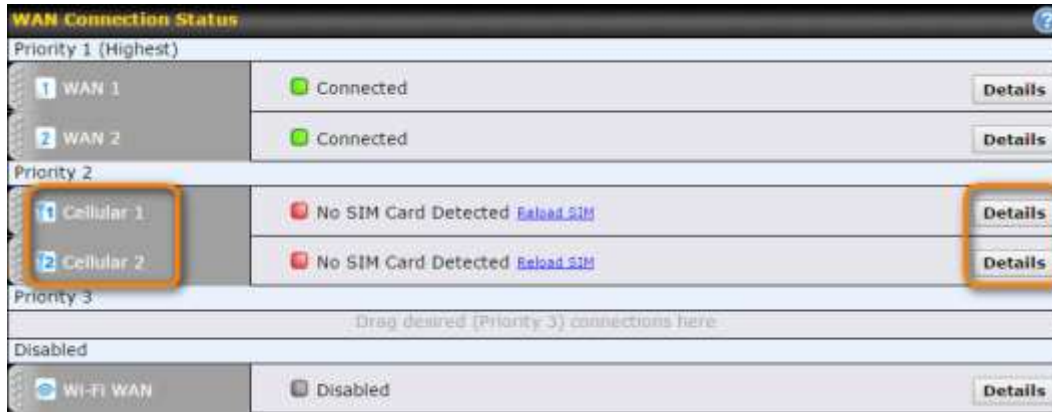 WAN Connection Status
?
Priority 1 (Highest)
1 WAN 1 Connected Details
2 WAN 2 Connected Details
Priority 2
1 Cellular 1 No SIM Card Detected Reload SIM Details
2 Cellular 2 No SIM Card Detected Reload SIM Details
Priority 3
Drag desired (Priority 3) connections here
Disabled
Wi-Fi WAN Disabled Details